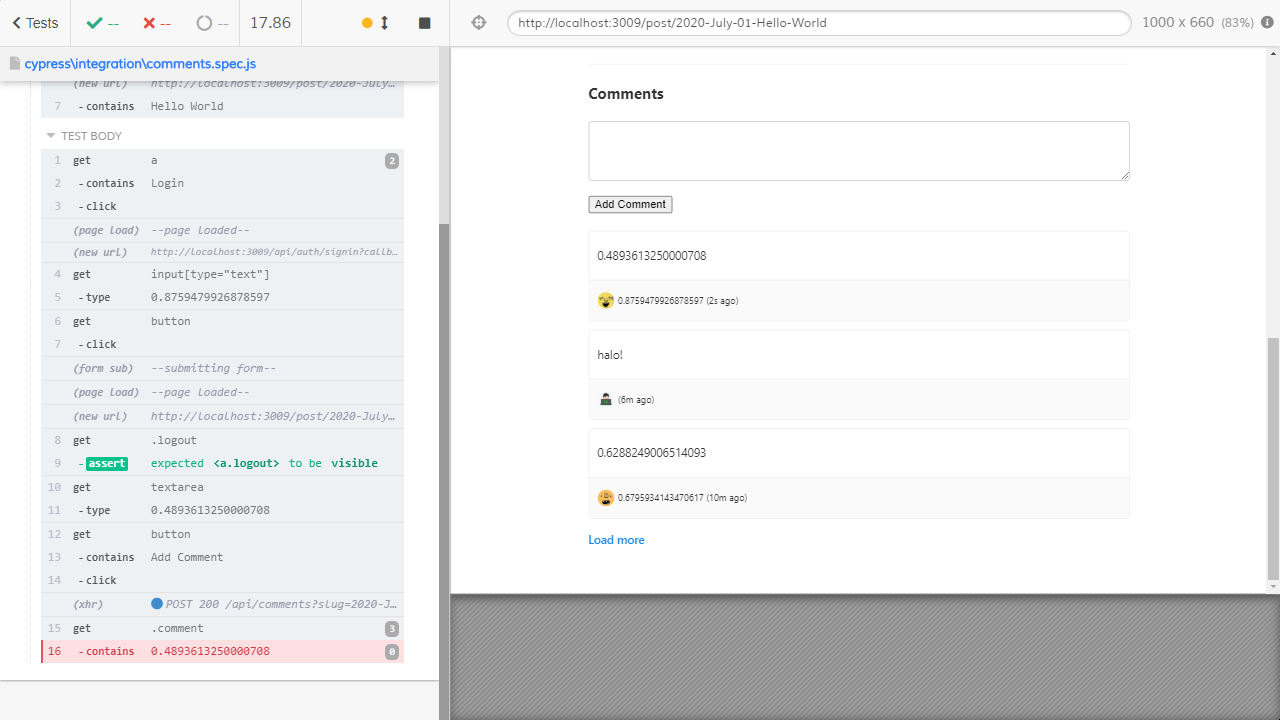 Tests
--
--
--
17.86
http://localhost:3009/post/2020-July-01-Hello-World
1000 x 660 (83%)
cypress\integration\comments.spec.js
(new url) http://localhost:3009/post/2020-July…
7 - contains Hello World
TEST BODY
1 get a 2
2 - contains Login
3 - click
(page load) --page loaded--
(new url) http://localhost:3009/api/auth/signin?callb…
4 get input[type="text"]
5 - type 0.8759479926878597
6 get button
7 - click
(form sub) --submitting form--
(page load) --page loaded--
(new url) http://localhost:3009/post/2020-July…
8 get .logout
9 - assert expected <a.logout> to be visible
10 get textarea
11 - type 0.4893613250000708
12 get button
13 - contains Add Comment
14 - click
(xhr) POST 200 /api/comments?slug=2020-J…
15 get .comment 3
16 - contains 0.4893613250000708 0
Comments
Add Comment
0.4893613250000708
0.8759479926878597 (2s ago)
halo!
(6m ago)
0.6288249006514093
0.6795934143470617 (10m ago)
Load more